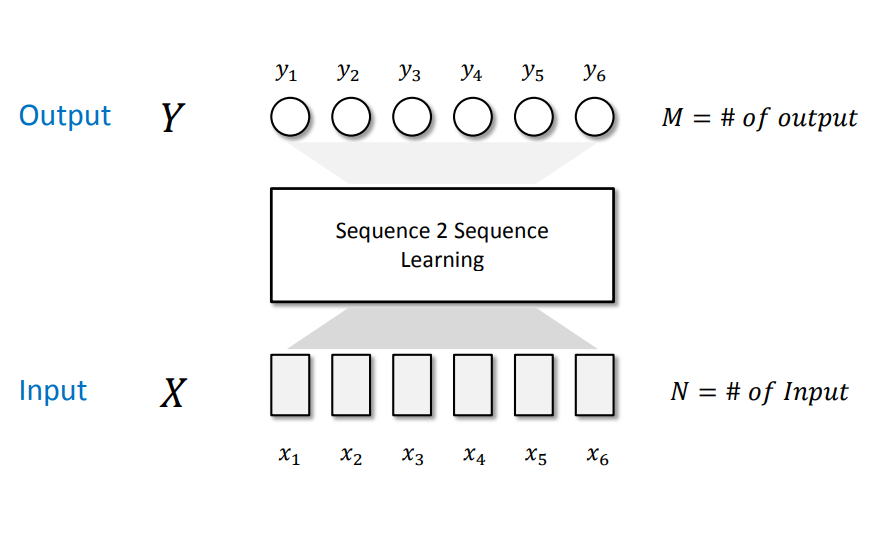 y₁ y₂ y₃ y₄ y₅ y₆
Output Y M = # of output
Sequence 2 Sequence
Learning
Input X N = # of Input
x₁ x₂ x₃ x₄ x₅ x₆